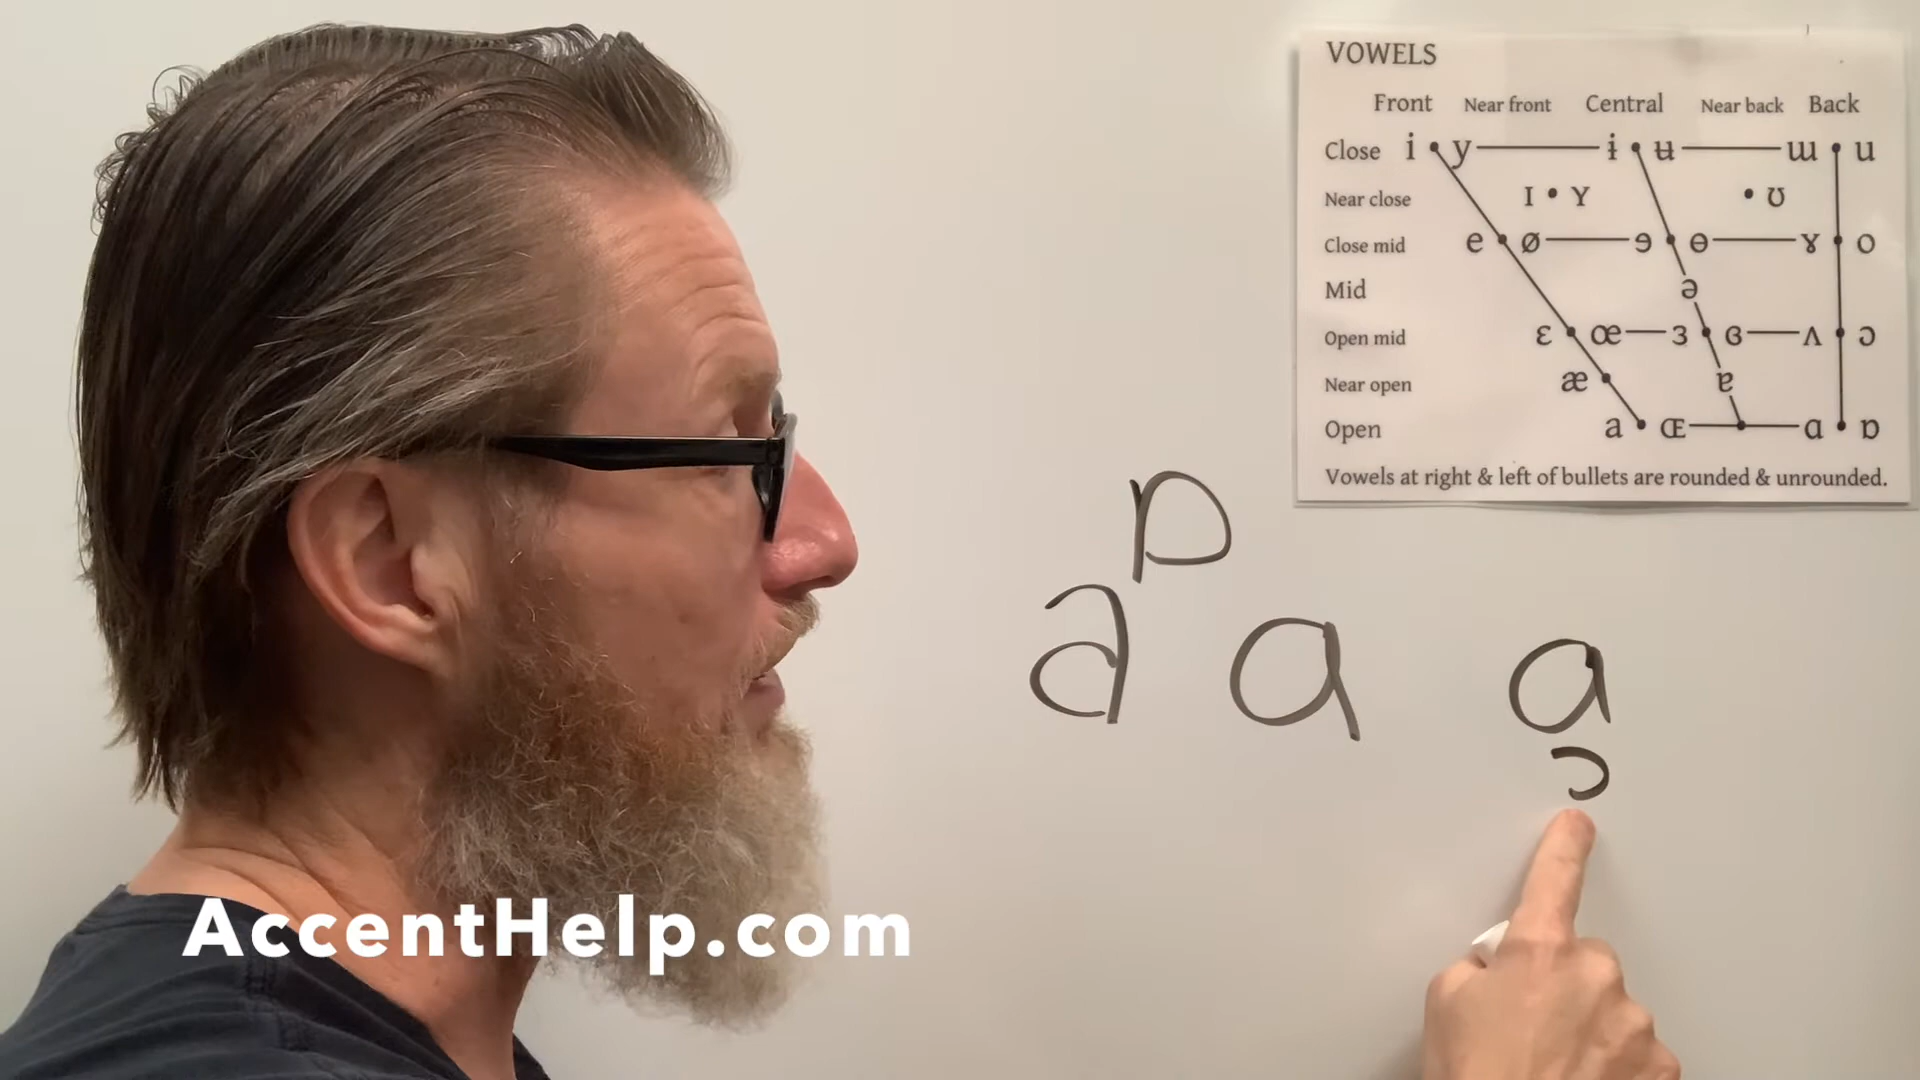 VOWELS
Front Near front Central Near back Back
Close i y ɨ ʉ ɯ u
Near close ɪ ʏ ʊ
Close mid e ø ɘ ɵ ɤ o
Mid ə
Open mid ɛ œ ɜ ɞ ʌ ɔ
Near open æ ɐ
Open a ɶ ɑ ɒ
Vowels at right & left of bullets are rounded & unrounded.
ɒ
a ɑ ɑ
ɔ
AccentHelp.com